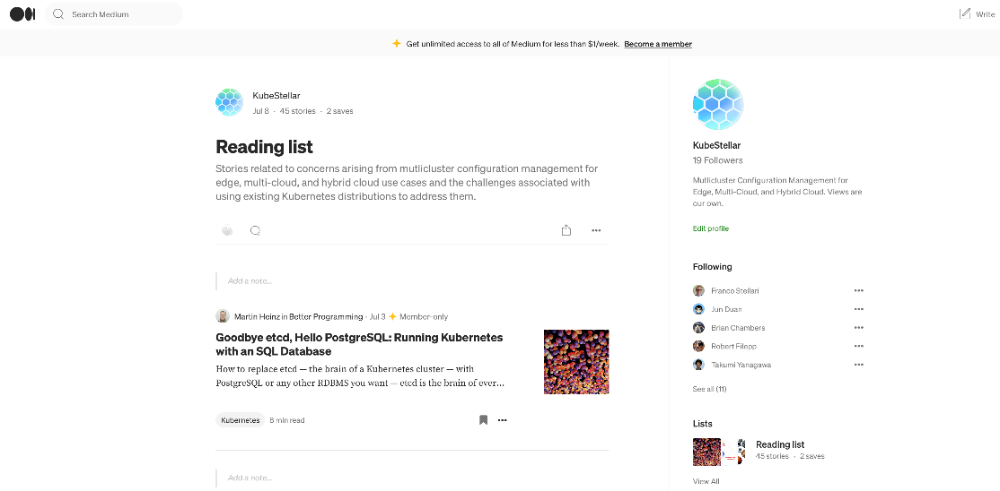 Search Medium
Write
Get unlimited access to all of Medium for less than $1/week. Become a member
KubeStellar
Jul 8 · 45 stories · 2 saves
Reading list
Stories related to concerns arising from mutlicluster configuration management for
edge, multi-cloud, and hybrid cloud use cases and the challenges associated with
using existing Kubernetes distributions to address them.
Add a note...
Martin Heinz in Better Programming · Jul 3 Member-only
Goodbye etcd, Hello PostgreSQL: Running Kubernetes
with an SQL Database
How to replace etcd — the brain of a Kubernetes cluster — with
PostgreSQL or any other RDBMS you want — etcd is the brain of ever…
Kubernetes 8 min read
Add a note...
KubeStellar
19 Followers
Mutlicluster Configuration Management for
Edge, Multi-Cloud, and Hybrid Cloud. Views are
our own.
Edit profile
Following
Franco Stellari
Jun Duan
Brian Chambers
Robert Filepp
Takumi Yanagawa
See all (11)
Lists
Reading list
45 stories · 2 saves
View All